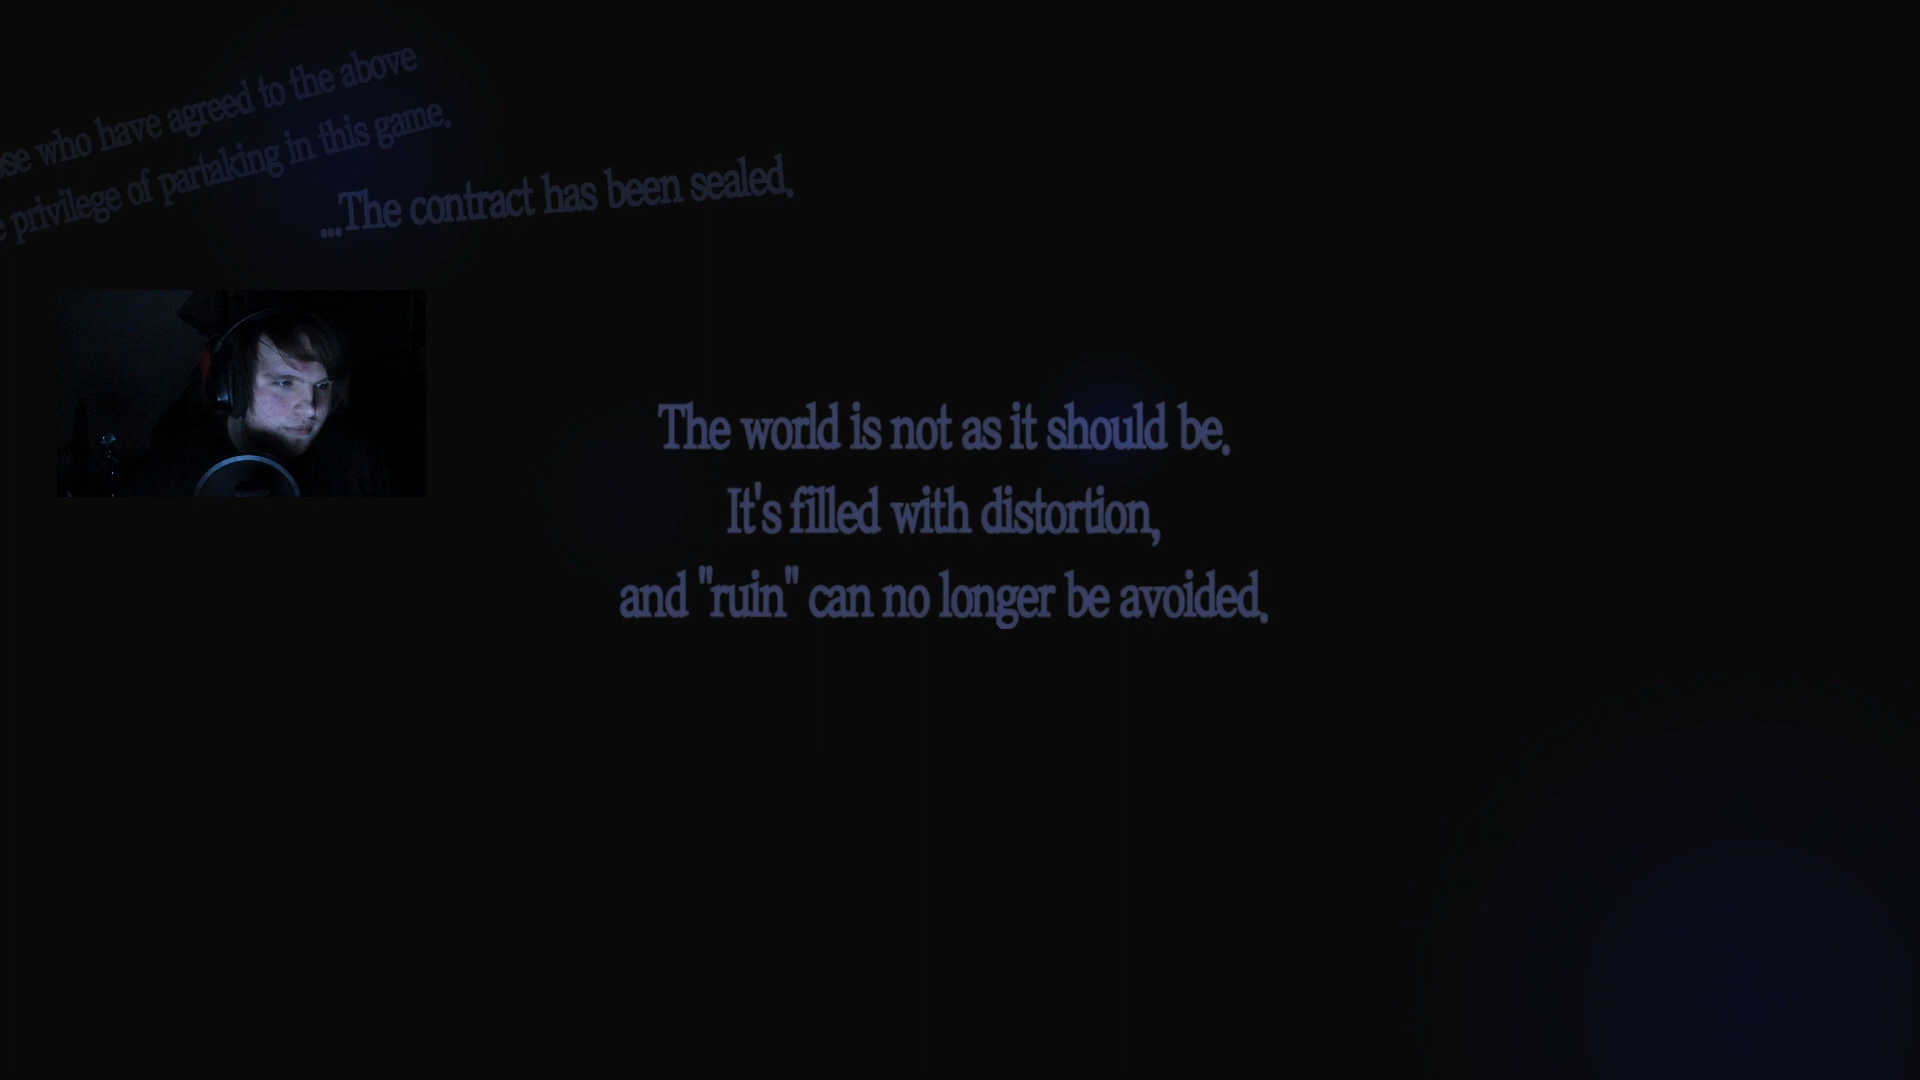 who have agreed to the above
privilege of partaking in this game.
...The contract has been sealed.
The world is not as it should be.
It's filled with distortion,
and "ruin" can no longer be avoided.